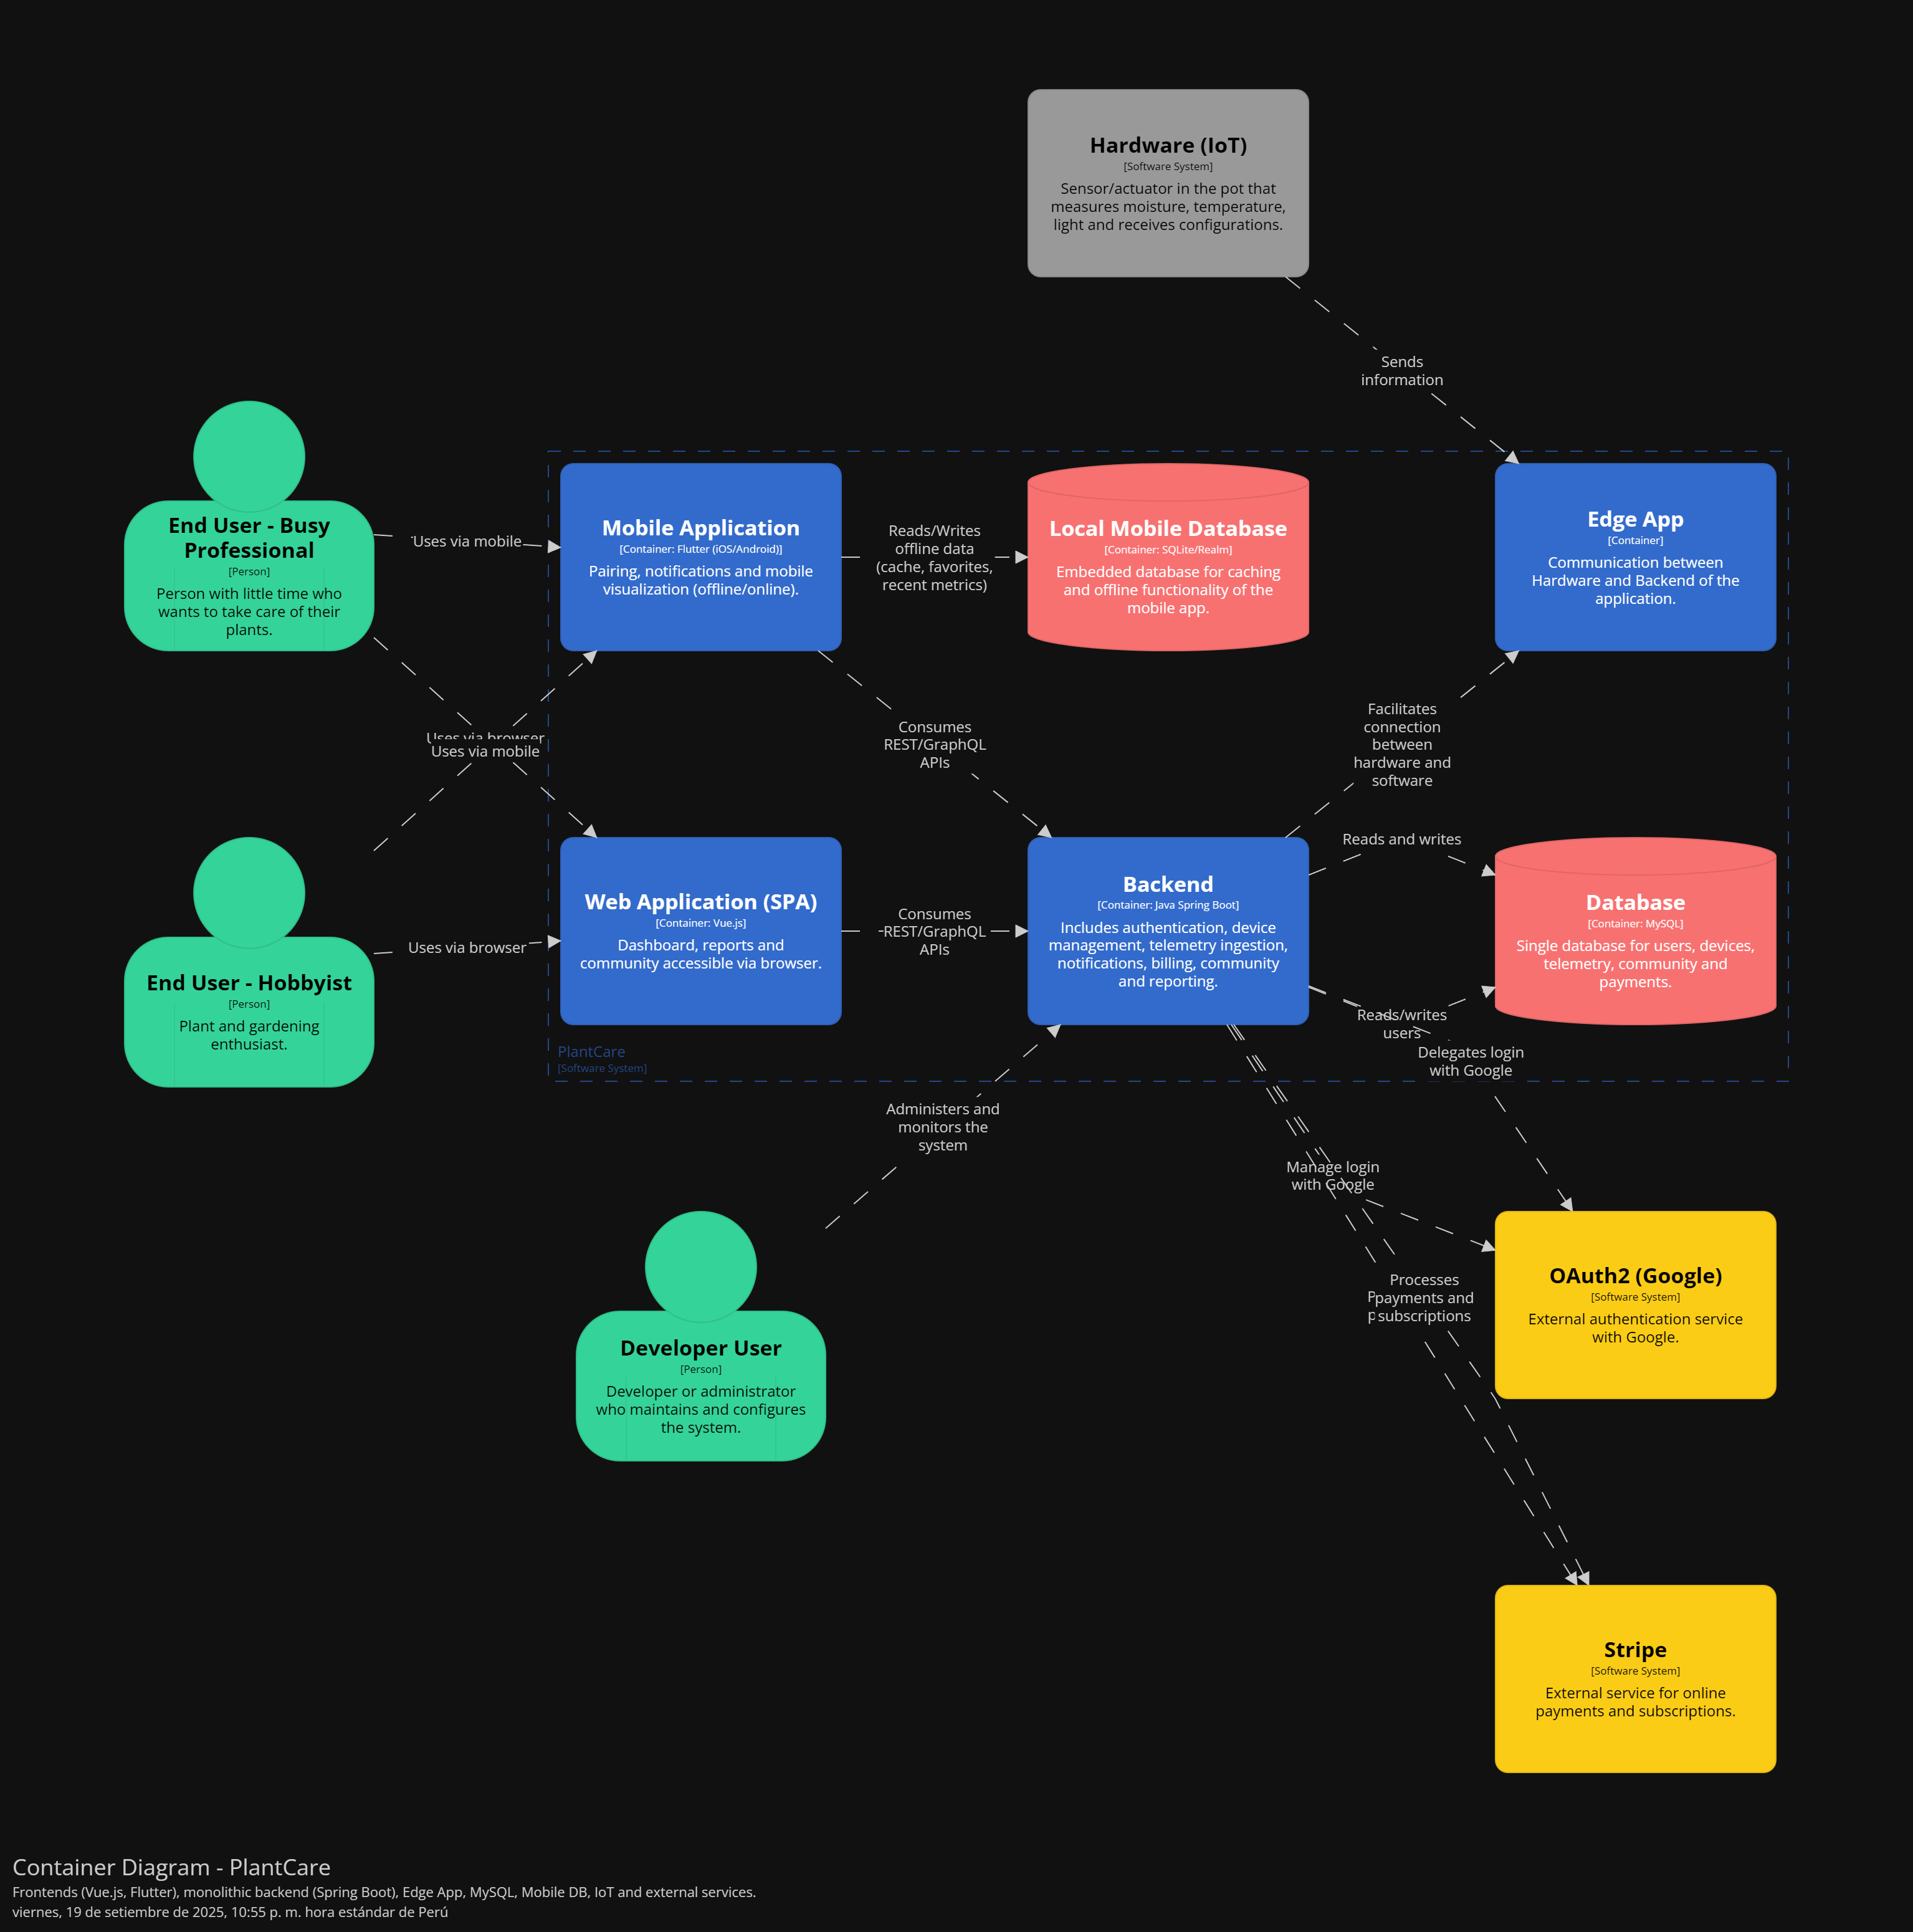 Hardware (IoT)
[Software System]
Sensor/actuator in the pot that
measures moisture, temperature,
light and receives configurations.
Sends
information
End User - Busy
Professional
[Person]
Person with little time who
wants to take care of their
plants.
Uses via mobile
Mobile Application
[Container: Flutter (iOS/Android)]
Pairing, notifications and mobile
visualization (offline/online).
Reads/Writes
offline data
(cache, favorites,
recent metrics)
Local Mobile Database
[Container: SQLite/Realm]
Embedded database for caching
and offline functionality of the
mobile app.
Edge App
[Container]
Communication between
Hardware and Backend of the
application.
Uses via browser
Uses via mobile
Consumes
REST/GraphQL
APIs
Facilitates
connection
between
hardware and
software
End User - Hobbyist
[Person]
Plant and gardening
enthusiast.
Uses via browser
Web Application (SPA)
[Container: Vue.js]
Dashboard, reports and
community accessible via browser.
Consumes
REST/GraphQL
APIs
Backend
[Container: Java Spring Boot]
Includes authentication, device
management, telemetry ingestion,
notifications, billing, community
and reporting.
Reads and writes
Database
[Container: MySQL]
Single database for users, devices,
telemetry, community and
payments.
Reads/writes
users
Delegates login
with Google
PlantCare
[Software System]
Administers and
monitors the
system
Manage login
with Google
Developer User
[Person]
Developer or administrator
who maintains and configures
the system.
Processes
payments and
subscriptions
OAuth2 (Google)
[Software System]
External authentication service
with Google.
Stripe
[Software System]
External service for online
payments and subscriptions.
Container Diagram - PlantCare
Frontends (Vue.js, Flutter), monolithic backend (Spring Boot), Edge App, MySQL, Mobile DB, IoT and external services.
viernes, 19 de setiembre de 2025, 10:55 p. m. hora estándar de Perú